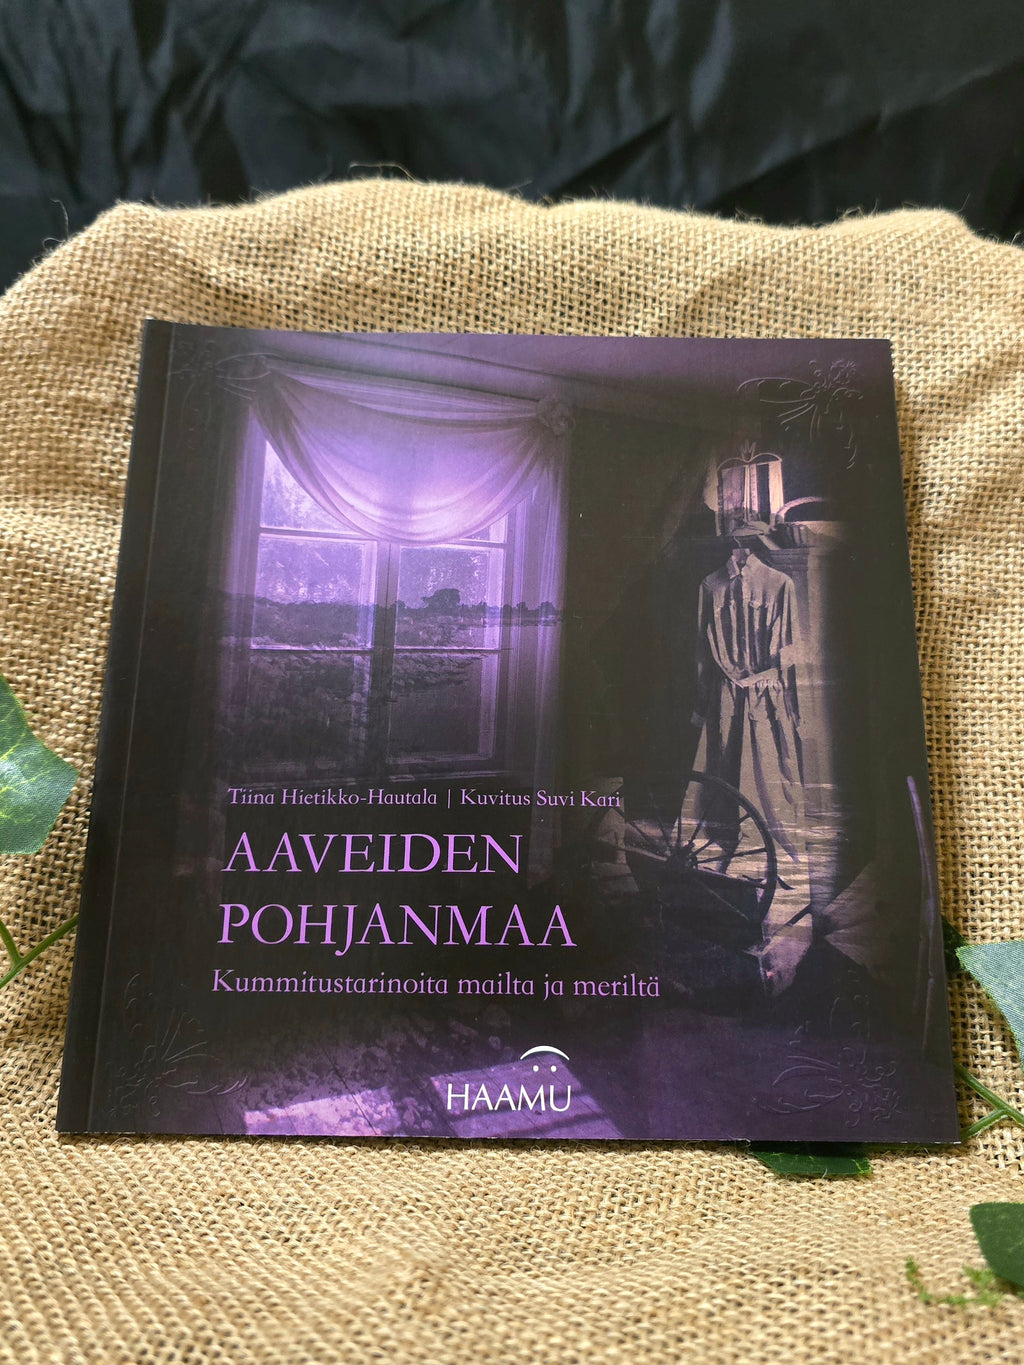 Tiina Hietikko-Hautala | Kuvitus Suvi Kari
AAVEIDEN
POHJANMAA
Kummitustarinoita mailta ja meriltä
HAAMU